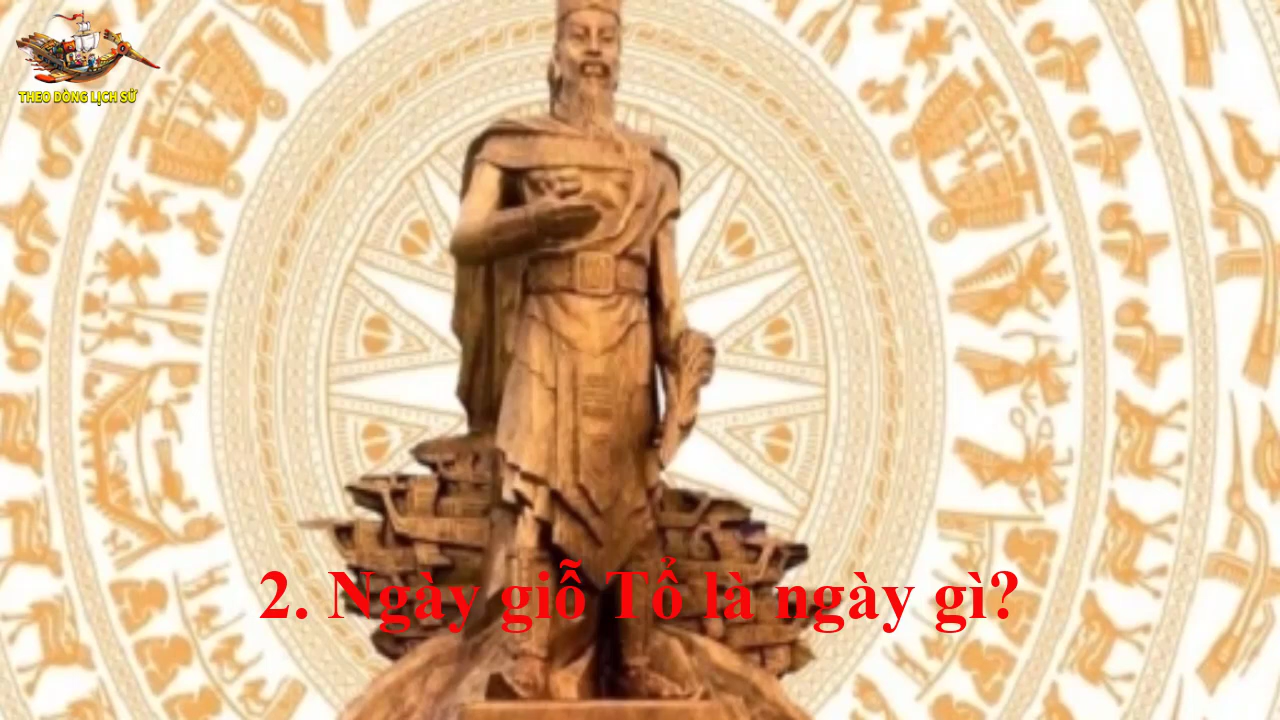 THEO DÒNG LỊCH SỬ
2. Ngày giỗ Tổ là ngày gì?